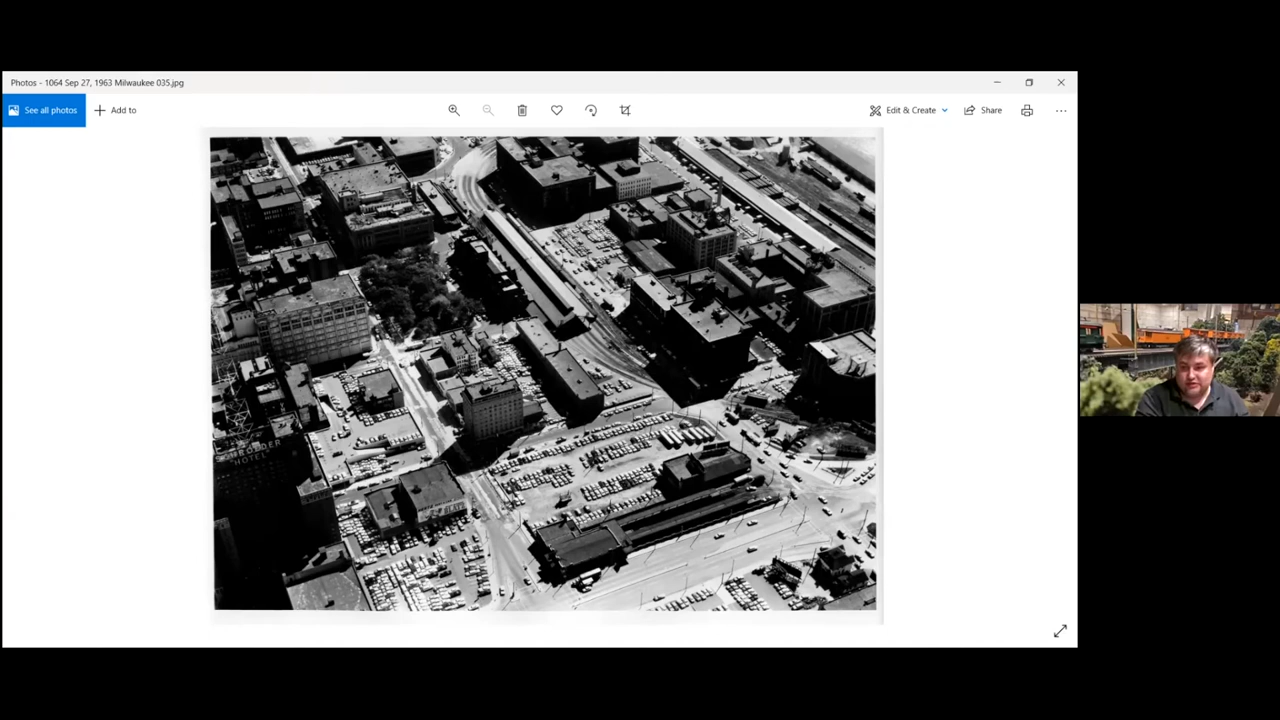 Photos - 1064 Sep 27, 1963 Milwaukee 035.jpg
See all photos
Add to
Edit & Create
Share
SCHROEDER
HOTEL